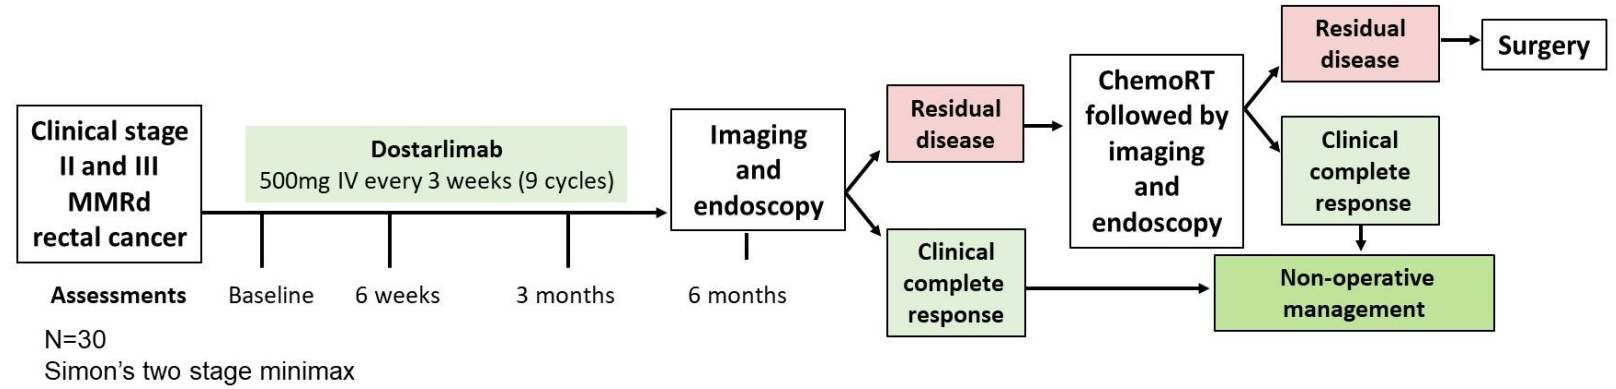 Clinical stage
II and III
MMRd
rectal cancer
Dostarlimab
500mg IV every 3 weeks (9 cycles)
Imaging
and
endoscopy
Residual
disease
Clinical
complete
response
ChemoRT
followed by
imaging
and
endoscopy
Residual
disease
Surgery
Clinical
complete
response
Non-operative
management
Assessments
Baseline
6 weeks
3 months
6 months
N=30
Simon’s two stage minimax